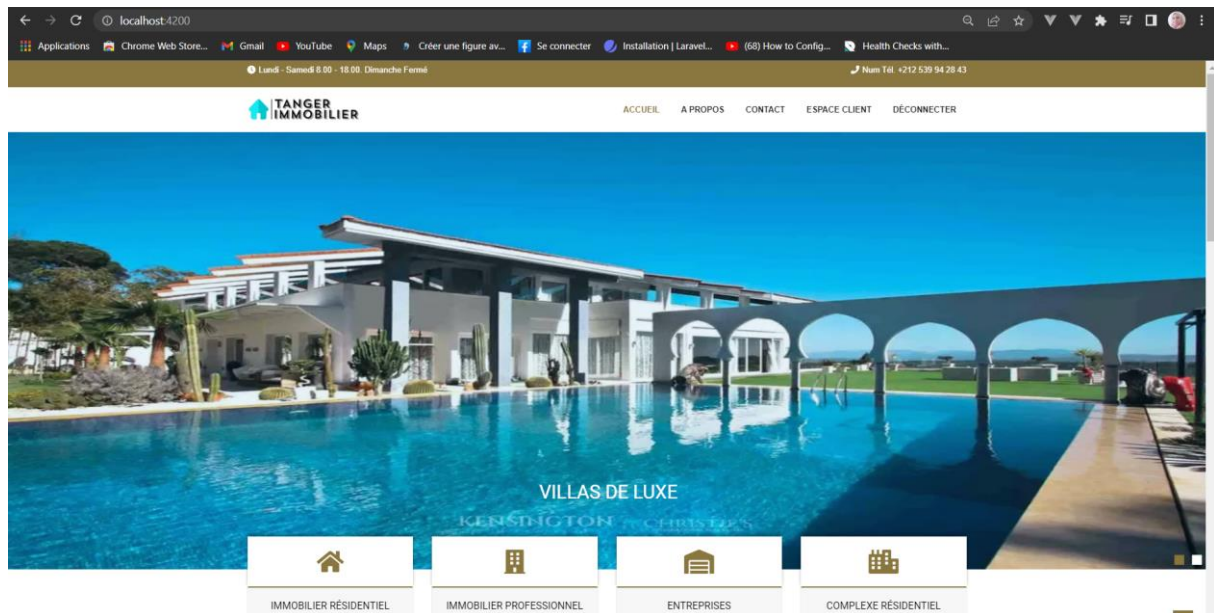 localhost:4200
Applications Chrome Web Store... Gmail YouTube Maps Créer une figure av... Se connecter Installation | Laravel... (68) How to Config... Health Checks with...
Lundi - Samedi 8.00 - 18.00. Dimanche Fermé Num Tél. +212 539 94 28 43
TANGER
IMMOBILIER
ACCUEIL A PROPOS CONTACT ESPACE CLIENT DÉCONNECTER
VILLAS DE LUXE
KENSINGTON CHRISTIE'S
IMMOBILIER RÉSIDENTIEL IMMOBILIER PROFESSIONNEL ENTREPRISES COMPLEXE RÉSIDENTIEL